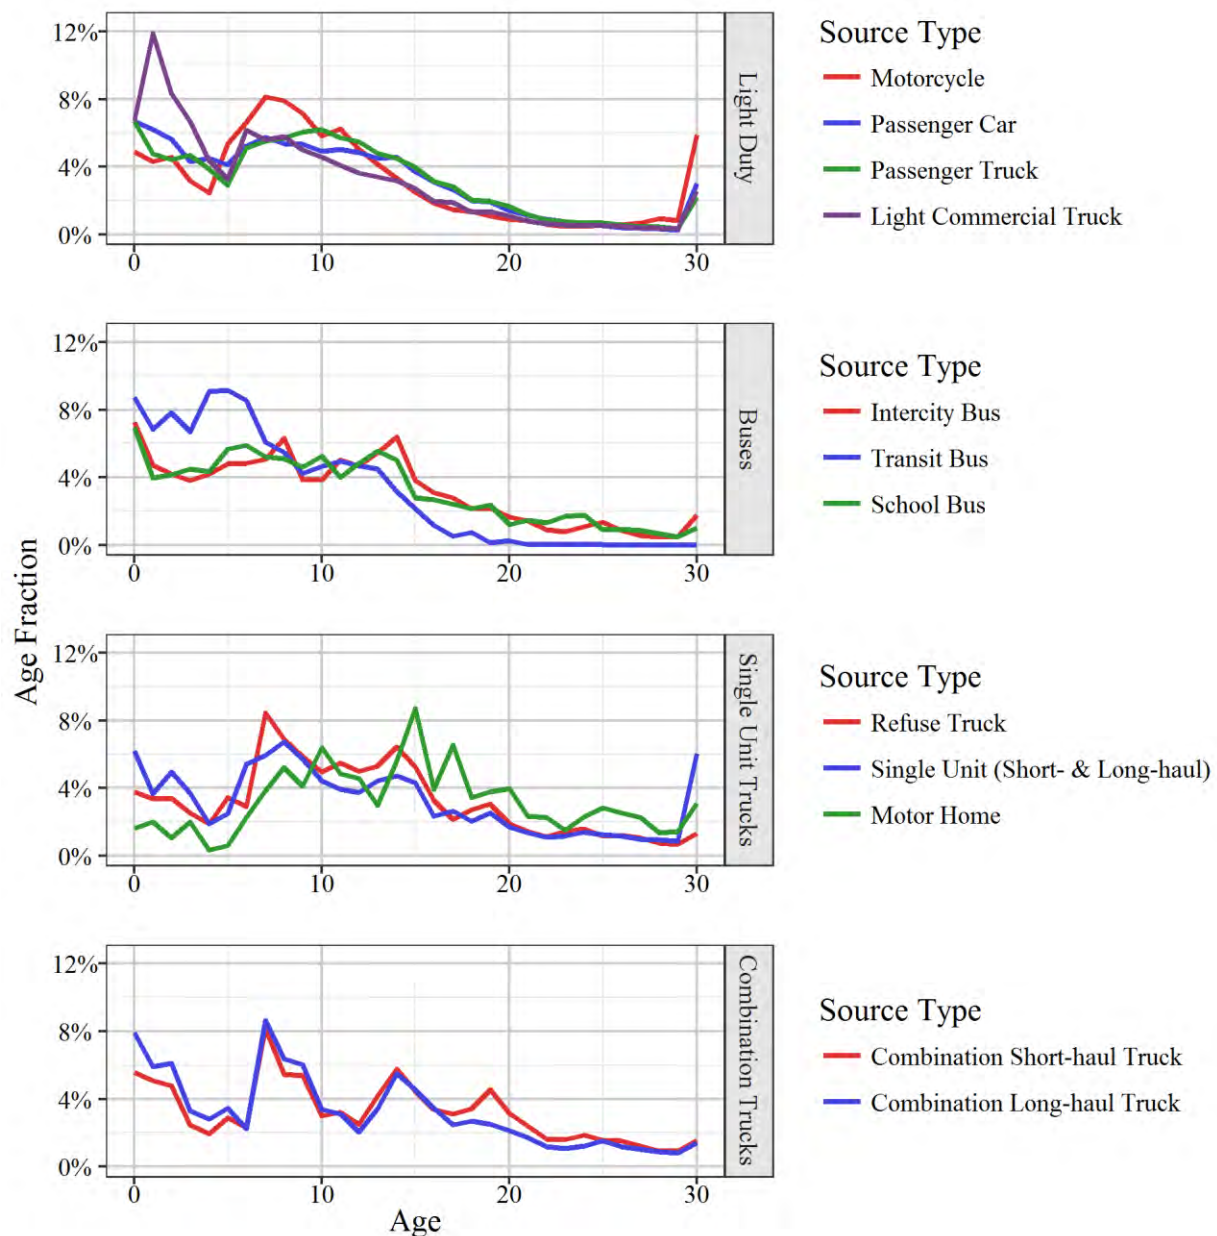 Age Fraction
12%
8%
4%
0%
0
10
20
30
Light Duty
Source Type
Motorcycle
Passenger Car
Passenger Truck
Light Commercial Truck
12%
8%
4%
0%
0
10
20
30
Buses
Source Type
Intercity Bus
Transit Bus
School Bus
12%
8%
4%
0%
0
10
20
30
Single Unit Trucks
Source Type
Refuse Truck
Single Unit (Short- & Long-haul)
Motor Home
12%
8%
4%
0%
0
10
20
30
Combination Trucks
Source Type
Combination Short-haul Truck
Combination Long-haul Truck
Age